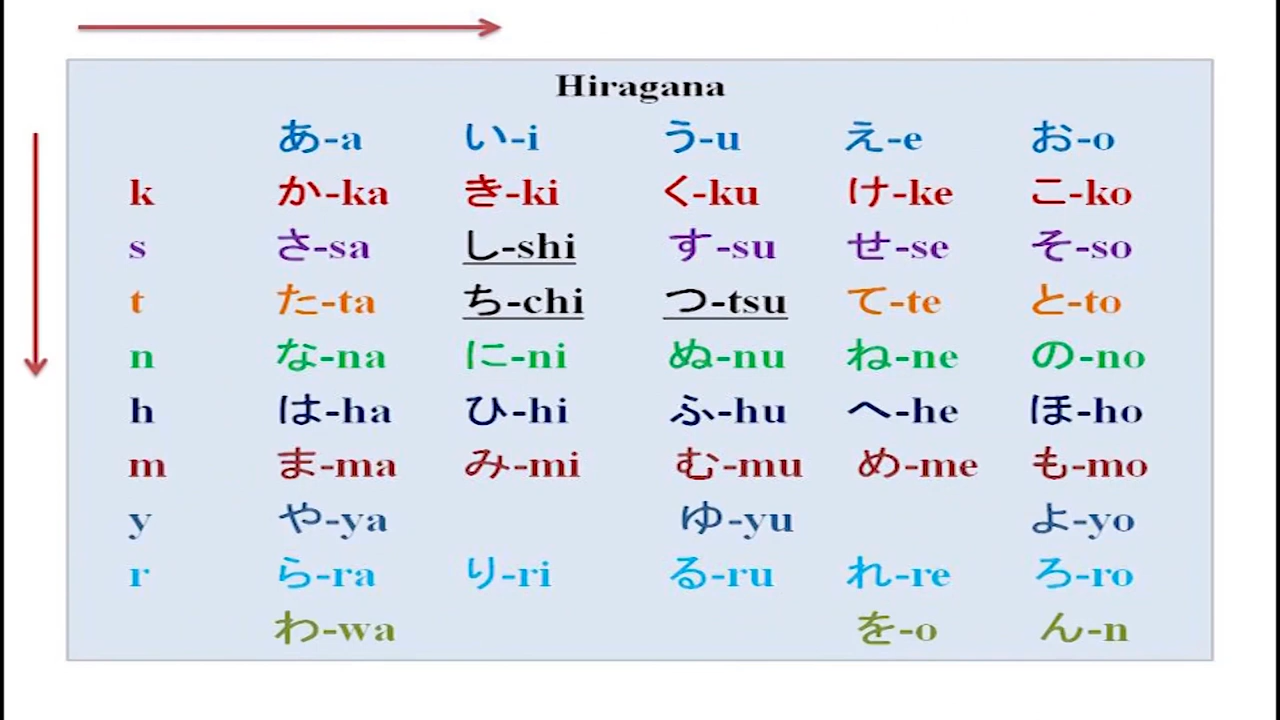 Hiragana
あ-a い-i う-u え-e お-o
k か-ka き-ki く-ku け-ke こ-ko
s さ-sa し-shi す-su せ-se そ-so
t た-ta ち-chi つ-tsu て-te と-to
n な-na に-ni ぬ-nu ね-ne の-no
h は-ha ひ-hi ふ-hu へ-he ほ-ho
m ま-ma み-mi む-mu め-me も-mo
y や-ya ゆ-yu よ-yo
r ら-ra り-ri る-ru れ-re ろ-ro
わ-wa を-o ん-n